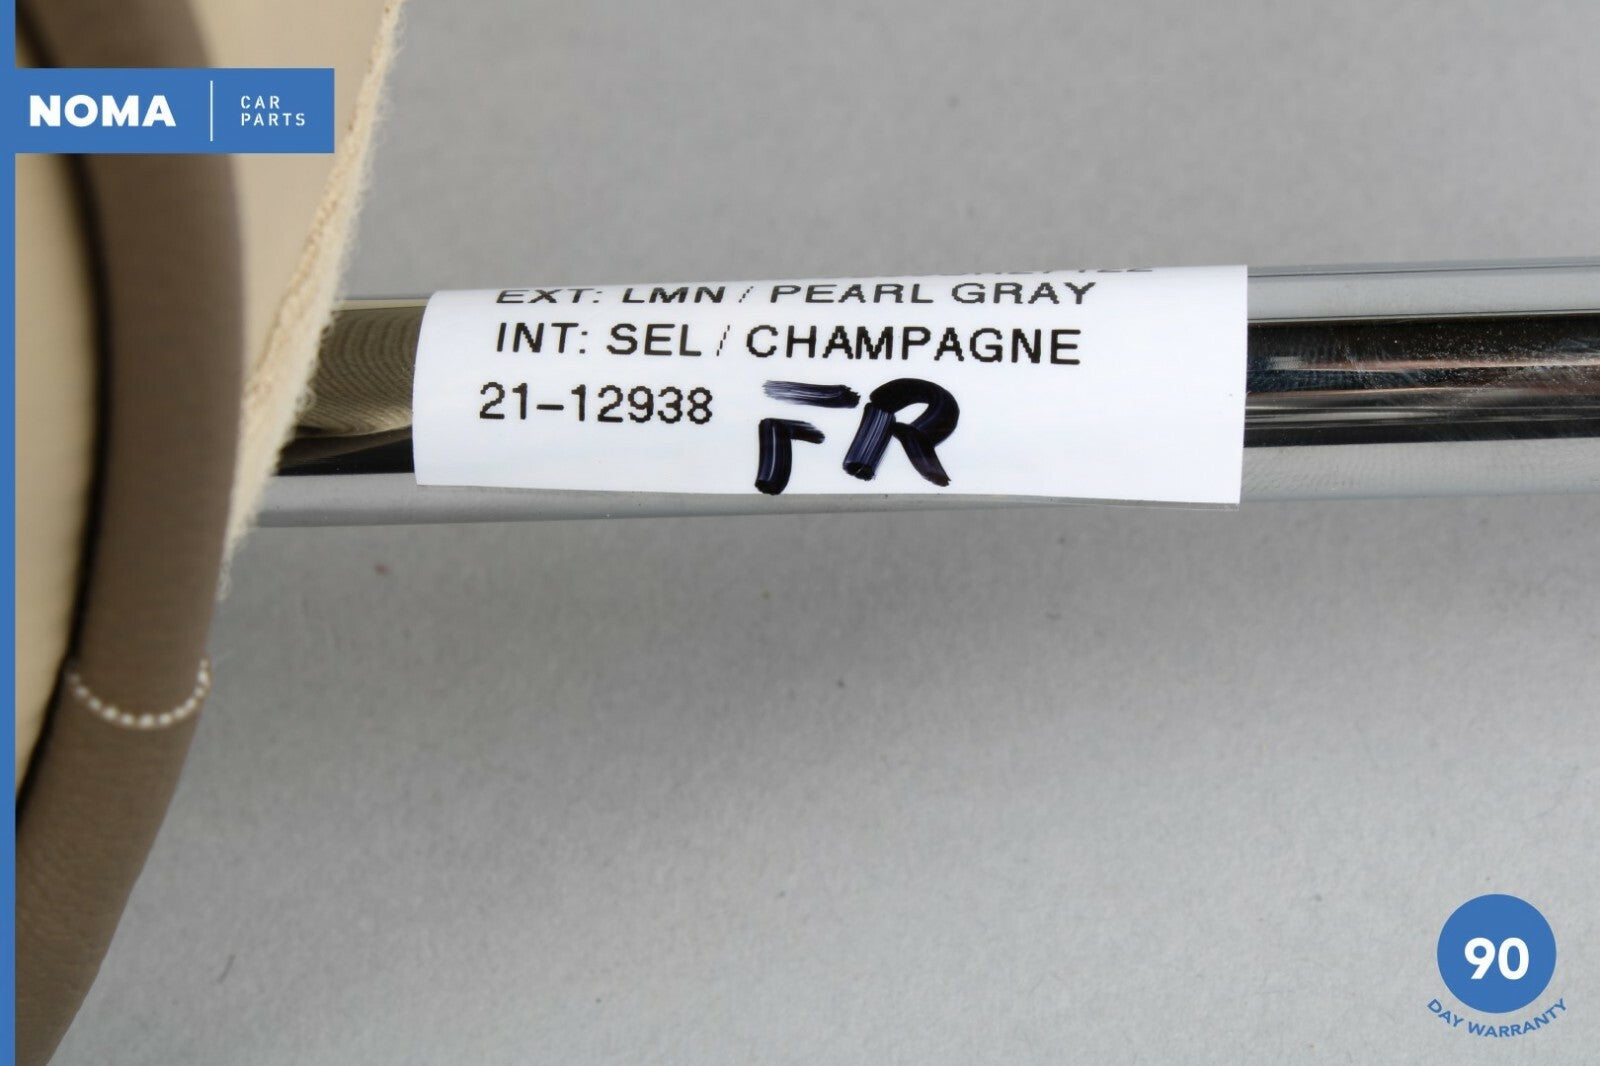 NOMA
CAR
PARTS
EXT: LMN / PEARL GRAY
INT: SEL / CHAMPAGNE
21-12938
FR
90
DAY WARRANTY